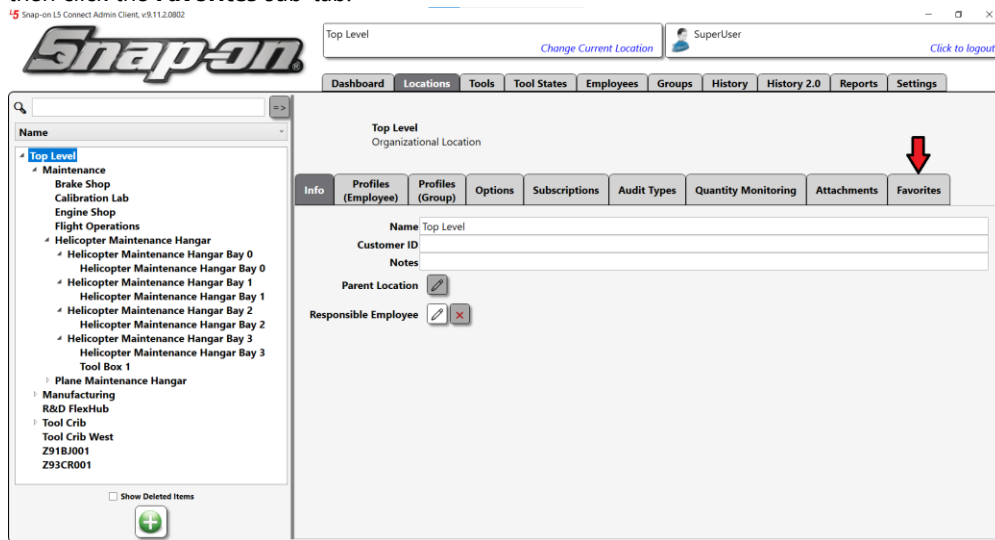 then click the Favorites sub-tab.
L5 Snap-on L5 Connect Admin Client, v:9.11.2.0802
Snap-on
Top Level
Change Current Location
SuperUser
Click to logout
Dashboard Locations Tools Tool States Employees Groups History History 2.0 Reports Settings
=>
Name
Top Level
Maintenance
Brake Shop
Calibration Lab
Engine Shop
Flight Operations
Helicopter Maintenance Hangar
Helicopter Maintenance Hangar Bay 0
Helicopter Maintenance Hangar Bay 0
Helicopter Maintenance Hangar Bay 1
Helicopter Maintenance Hangar Bay 1
Helicopter Maintenance Hangar Bay 2
Helicopter Maintenance Hangar Bay 2
Helicopter Maintenance Hangar Bay 3
Helicopter Maintenance Hangar Bay 3
Tool Box 1
Plane Maintenance Hangar
Manufacturing
R&D FlexHub
Tool Crib
Tool Crib West
Z91BJ001
Z93CR001
Show Deleted Items
Top Level
Organizational Location
Info Profiles (Employee) Profiles (Group) Options Subscriptions Audit Types Quantity Monitoring Attachments Favorites
Name Top Level
Customer ID
Notes
Parent Location
Responsible Employee